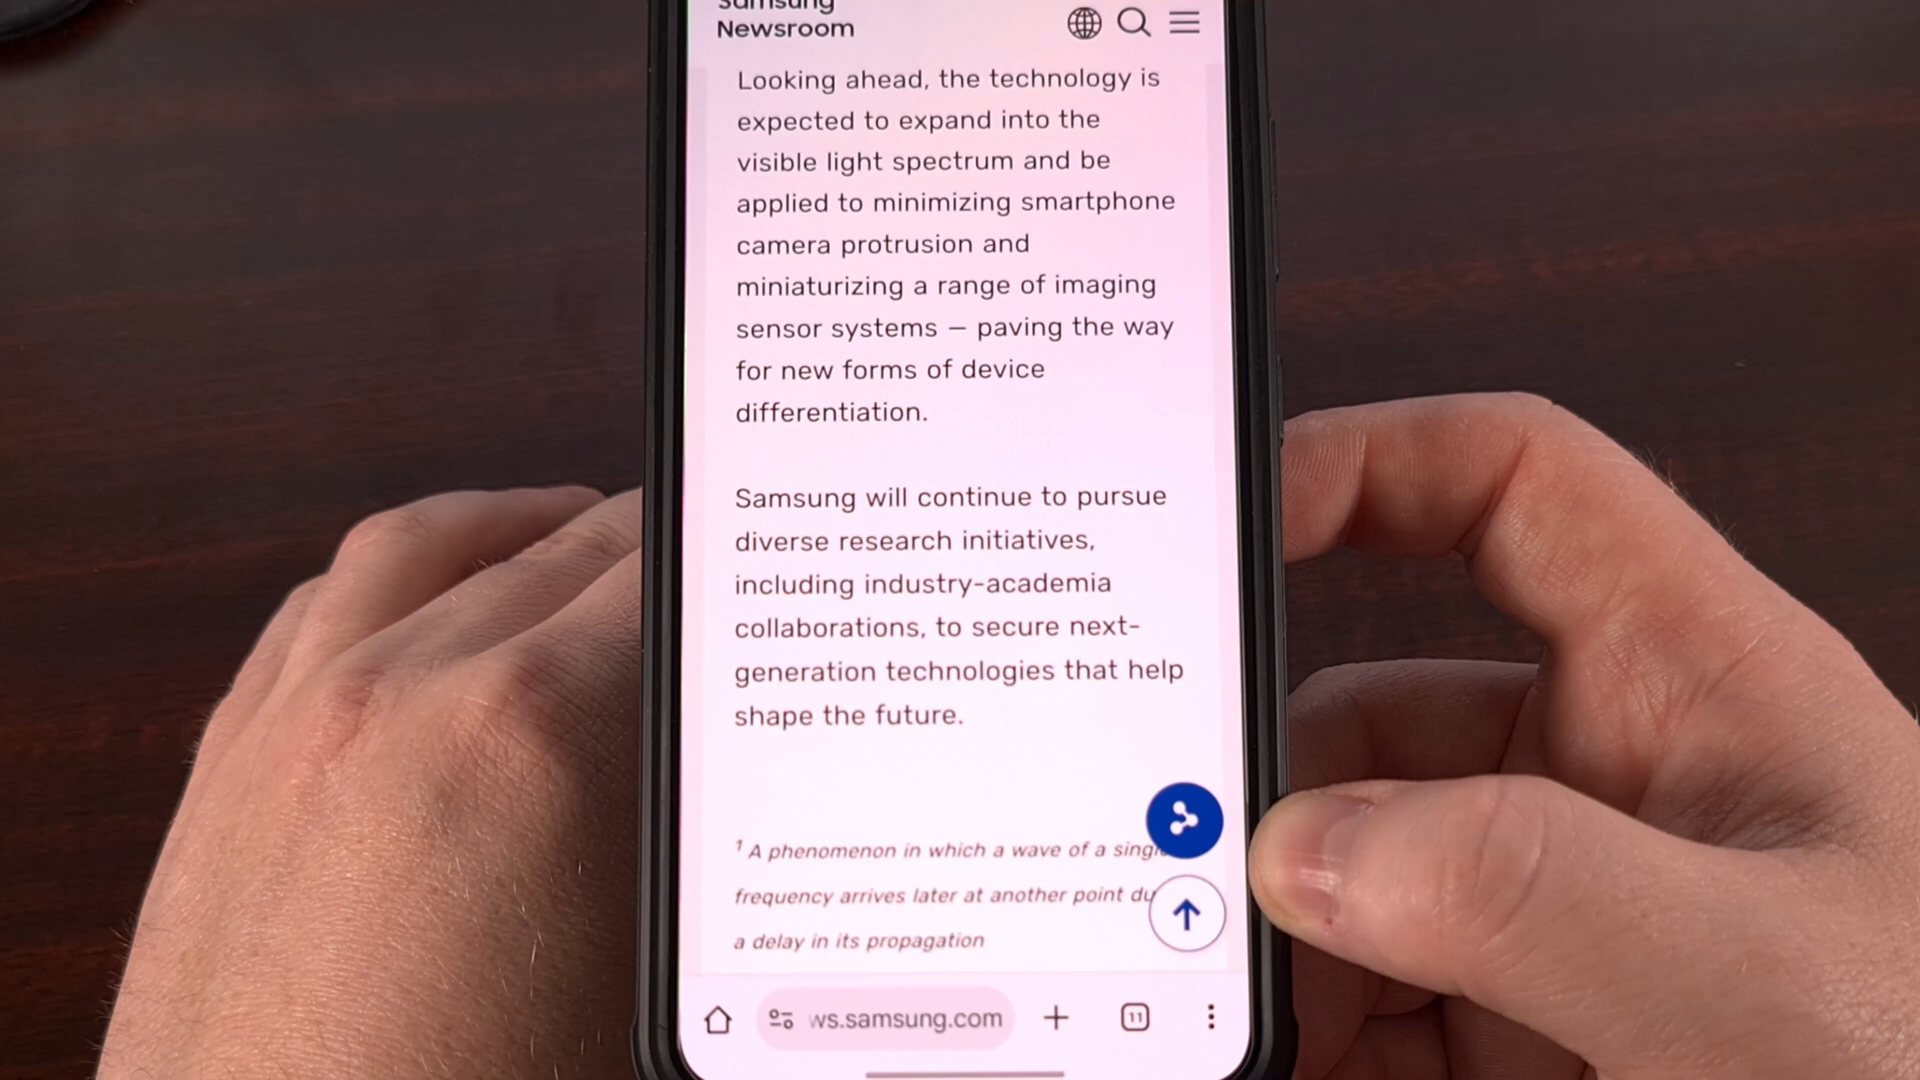 Samsung
Newsroom
Looking ahead, the technology is
expected to expand into the
visible light spectrum and be
applied to minimizing smartphone
camera protrusion and
miniaturizing a range of imaging
sensor systems — paving the way
for new forms of device
differentiation.
Samsung will continue to pursue
diverse research initiatives,
including industry-academia
collaborations, to secure next-
generation technologies that help
shape the future.
1 A phenomenon in which a wave of a
frequency arrives later at another point
a delay in its propagation
ws.samsung.com
11